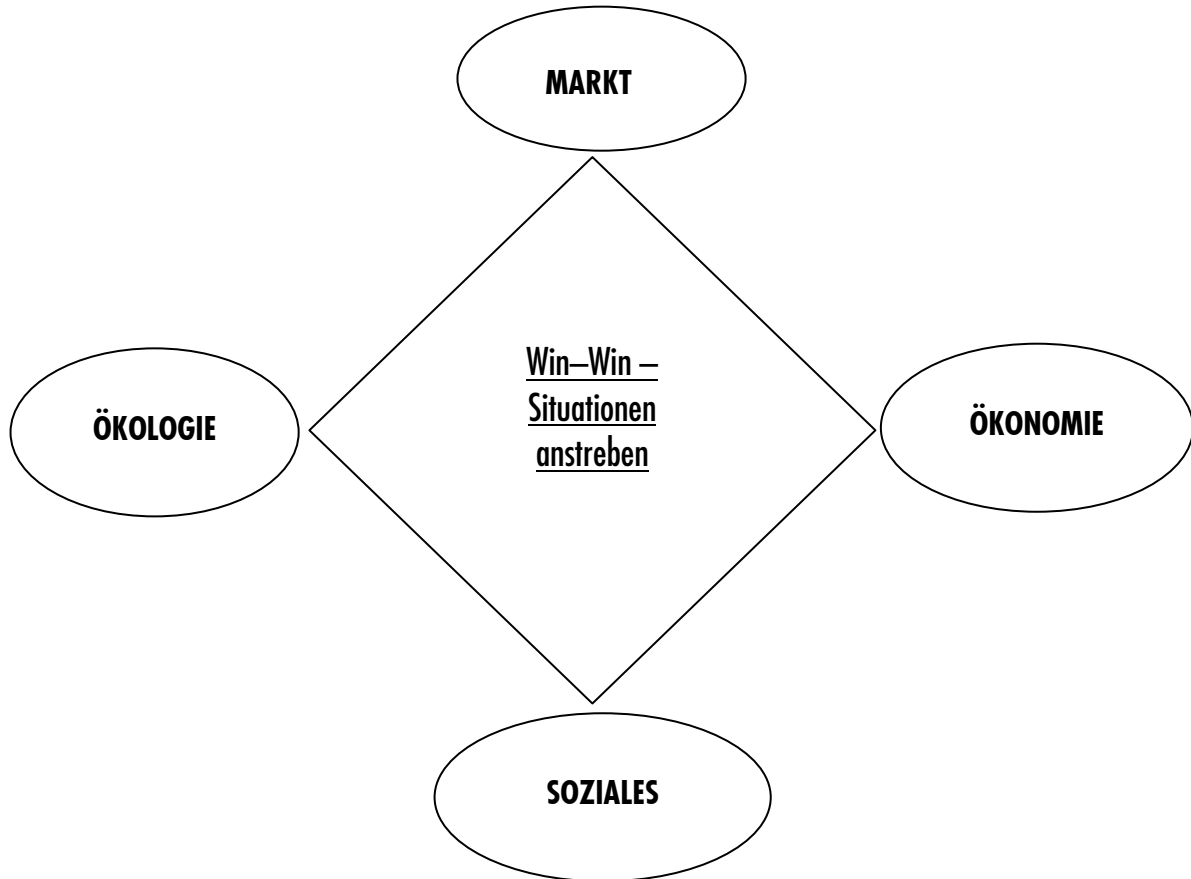 MARKT
Win–Win –
Situationen
anstreben
ÖKOLOGIE
ÖKONOMIE
SOZIALES